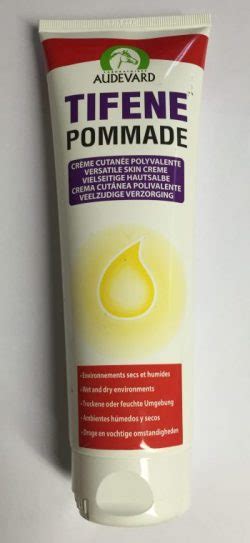 AUDEVARD
TIFENE
POMMADE
CRÈME CUTANÉE POLYVALENTE
VERSATILE SKIN CREME
VIELSEITIGE HAUTSALBE
CREMA CUTÁNEA POLIVALENTE
VEELZIJDIGE VERZORGING
•Environnements secs et humides
•Wet and dry environments
•Trockene oder feuchte Umgebung
•Ambientes húmedos y secos
•Droge en vochtige omstandigheden